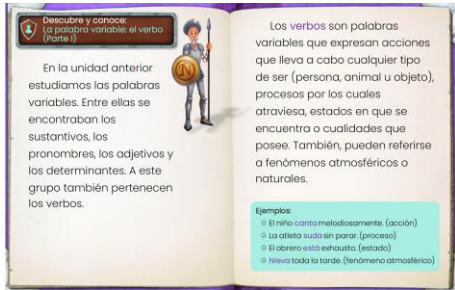 Descubre y conoce:
La palabra variable: el verbo
(Parte I)
En la unidad anterior
estudiamos las palabras
variables. Entre ellas se
encontraban los
sustantivos, los
pronombres, los adjetivos y
los determinantes. A este
grupo también pertenecen
los verbos.
N
Los verbos son palabras
variables que expresan acciones
que lleva a cabo cualquier tipo
de ser (persona, animal u objeto),
procesos por los cuales
atraviesa, estados en que se
encuentra o cualidades que
posee. También, pueden referirse
a fenómenos atmosféricos o
naturales.
Ejemplos:
El niño canta melodiosamente. (acción)
La atleta suda sin parar. (proceso)
El obrero está exhausto. (estado)
Nieva toda la tarde. (fenómeno atmosférico)